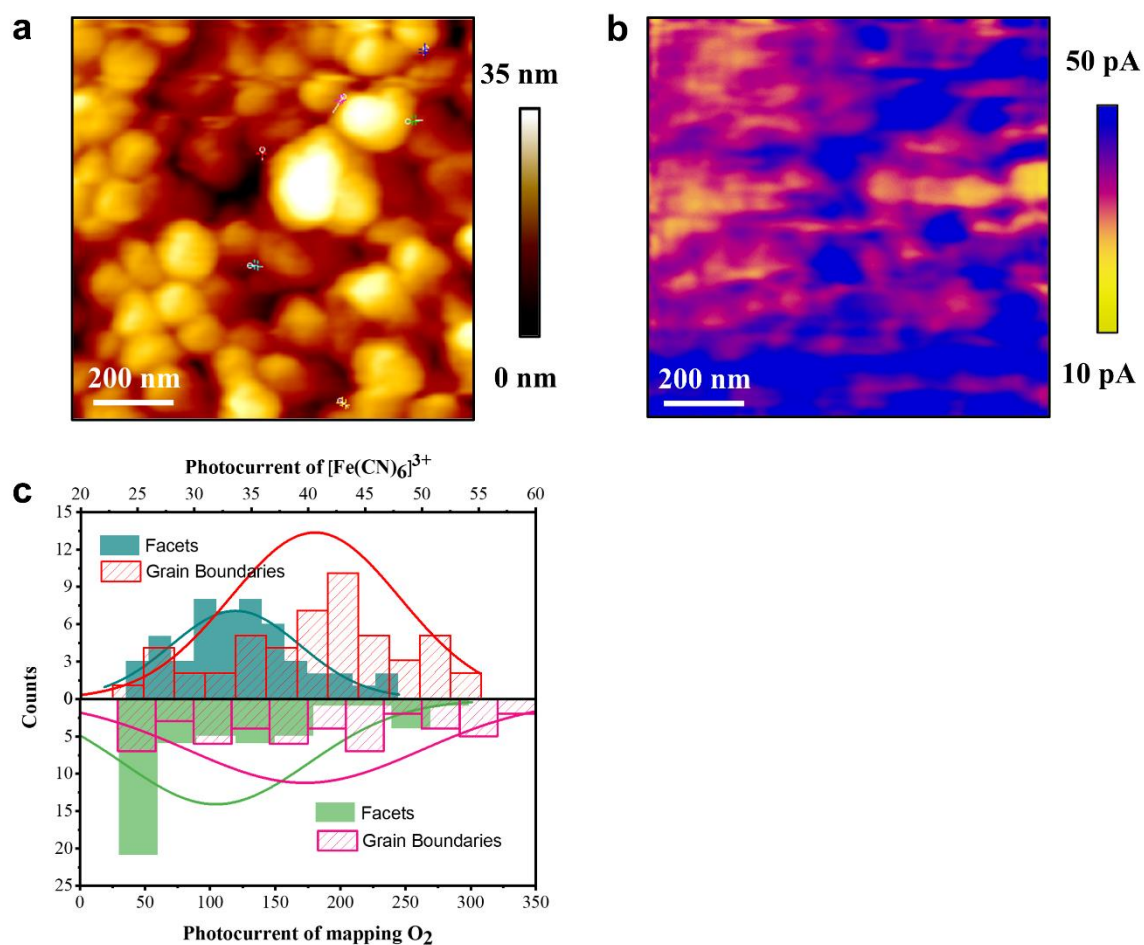 a
35 nm
0 nm
200 nm
b
50 pA
10 pA
200 nm
c
Photocurrent of [Fe(CN)₆]³⁺
20 25 30 35 40 45 50 55 60
15
12
9
6
3
0
5
10
15
20
25
Counts
Facets
Grain Boundaries
Facets
Grain Boundaries
0 50 100 150 200 250 300 350
Photocurrent of mapping O₂